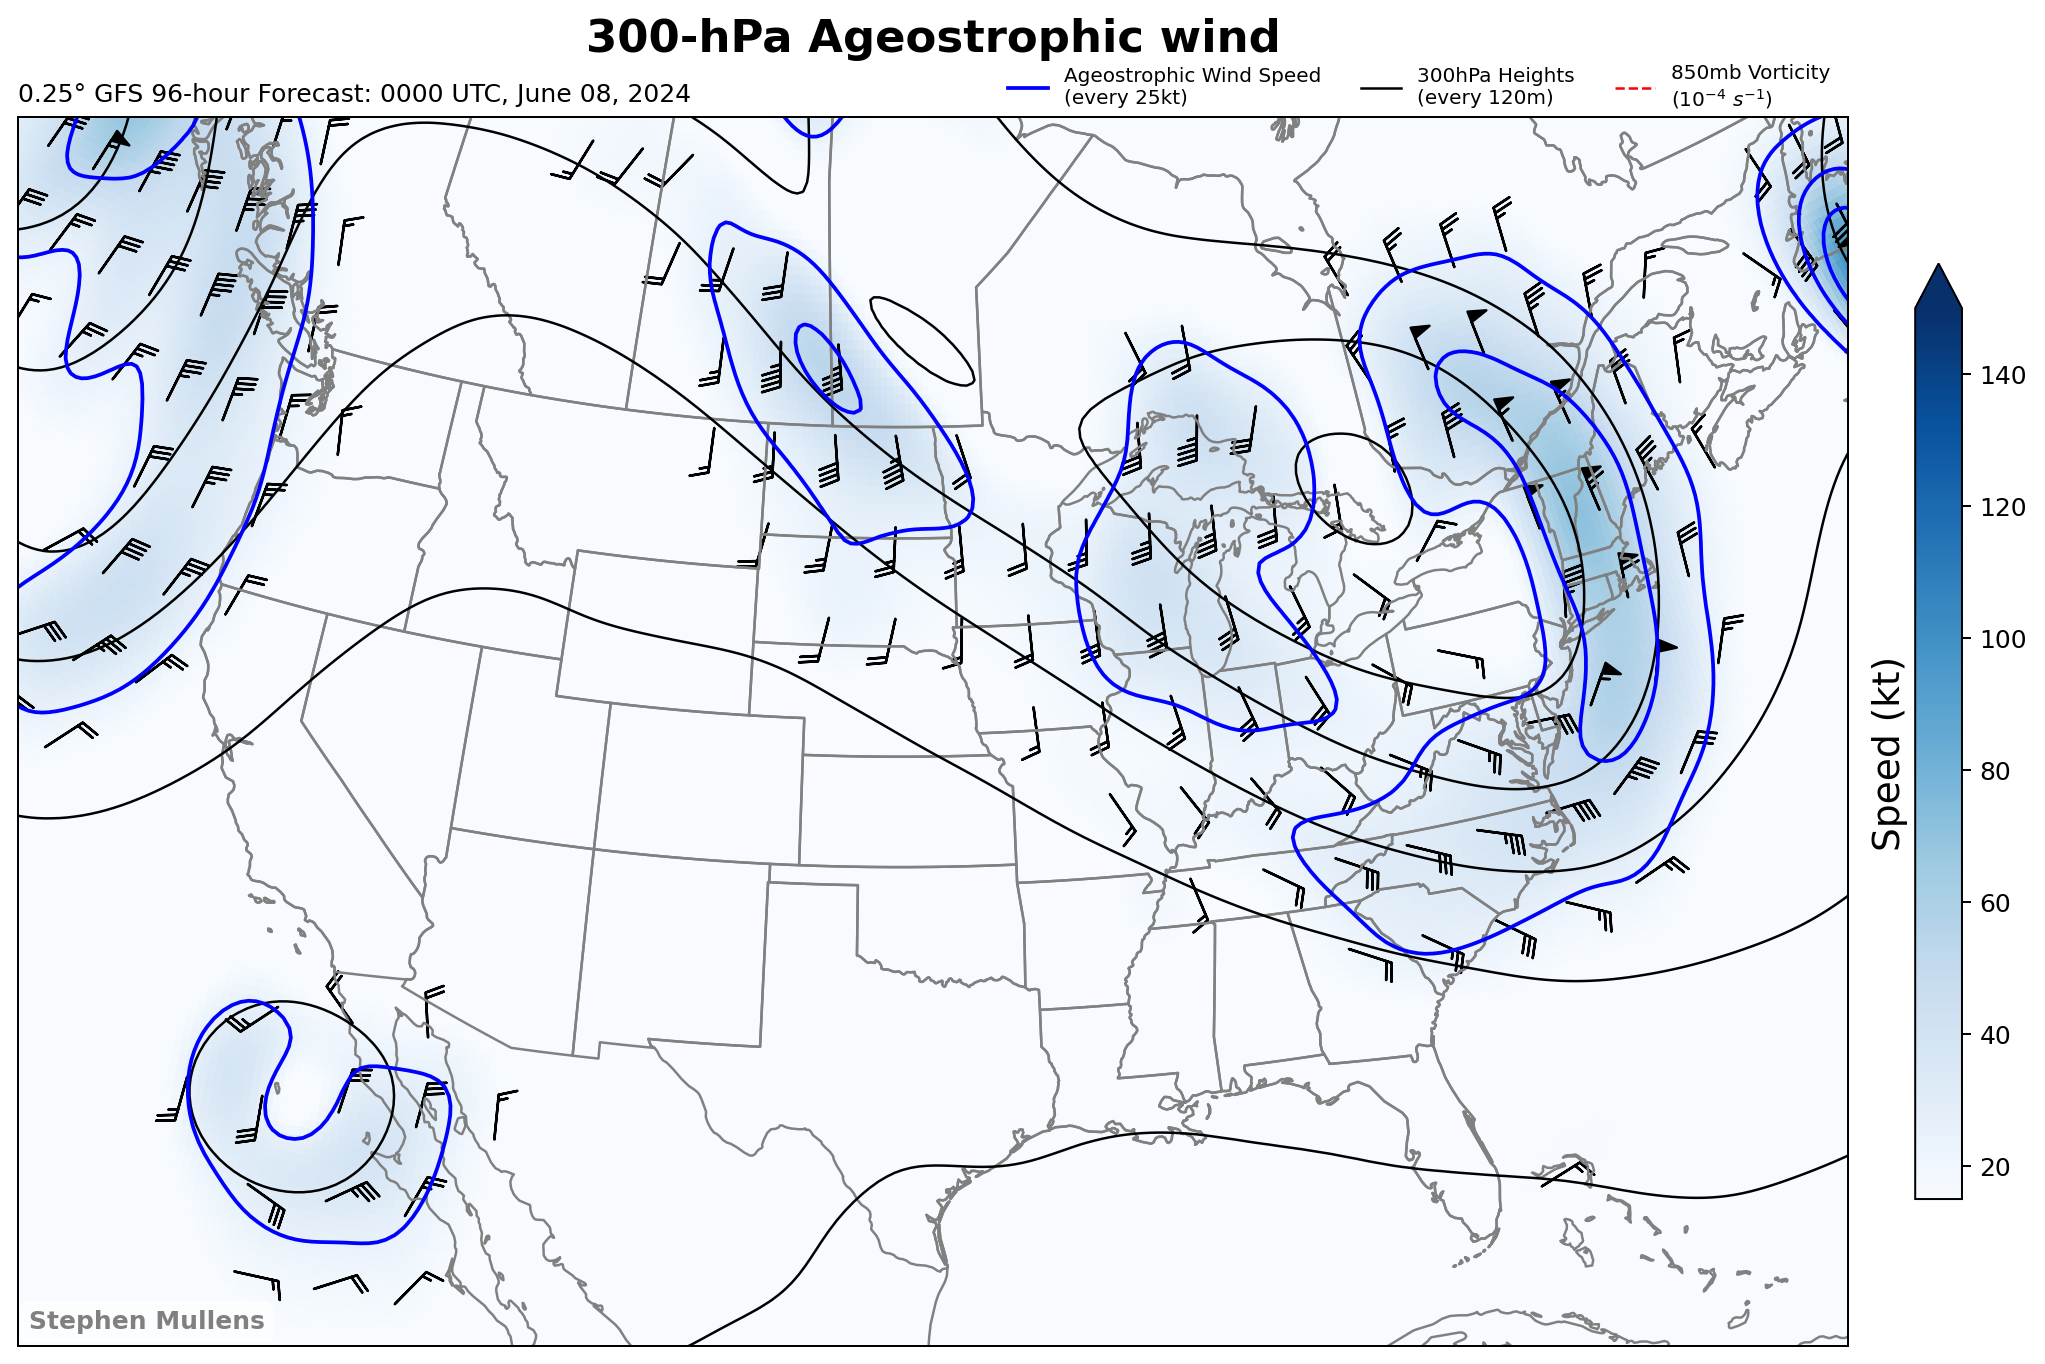 300-hPa Ageostrophic wind
0.25° GFS 96-hour Forecast: 0000 UTC, June 08, 2024
Ageostrophic Wind Speed
(every 25kt)
300hPa Heights
(every 120m)
850mb Vorticity
(10⁻⁴ s⁻¹)
140
120
100
80
60
40
20
Speed (kt)
Stephen Mullens